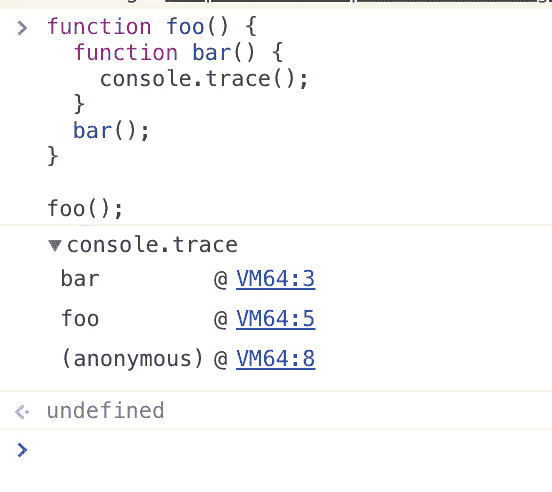 function foo() {
  function bar() {
    console.trace();
  }
  bar();
}
foo();
console.trace
bar @ VM64:3
foo @ VM64:5
(anonymous) @ VM64:8
undefined